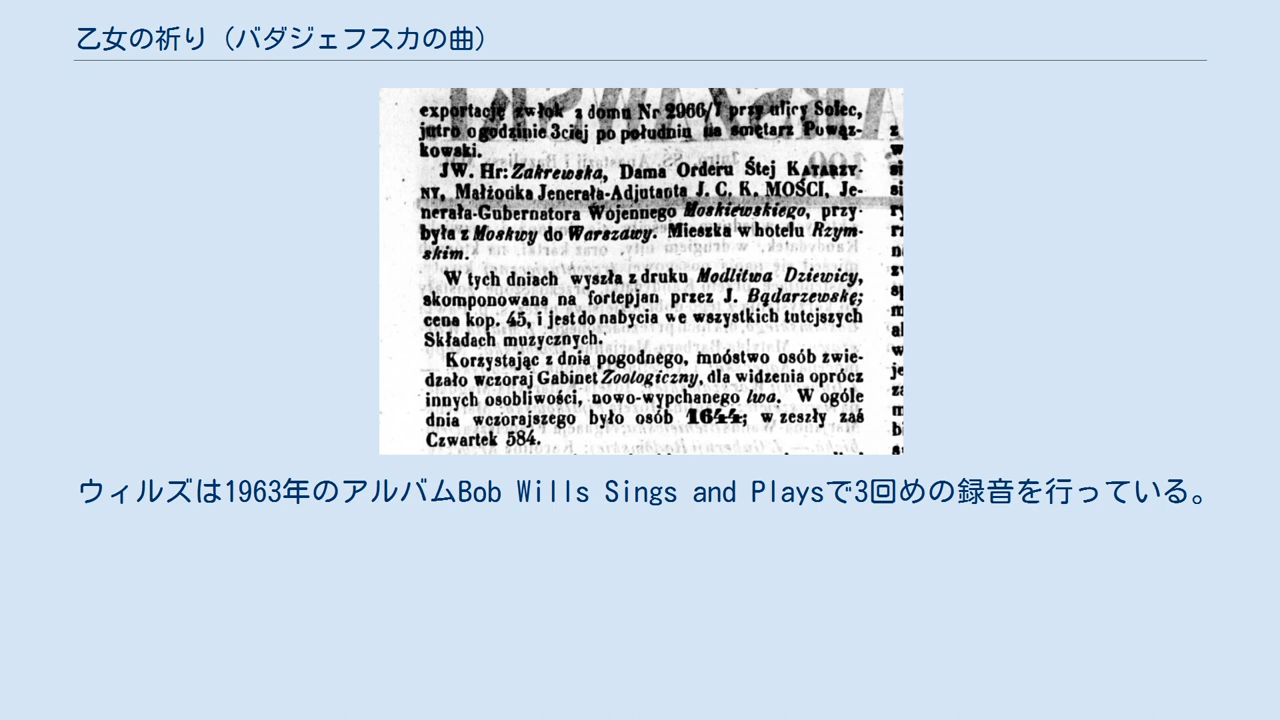 乙女の祈り（バダジェフスカの曲）
exportację zwłok z domu Nr 2966/7 przy ulicy Solec,
jutro o godzinie 3ciej po południu na smętarz Powąz-
kowski.
JW. Hr: Zakrewska, Dama Orderu Śtej KATARZY-
NY, Małżonka Jenerała-Adjutanta J. C. K. MOŚCI, Je-
nerała-Gubernatora Wojennego Moskiewskiego, przy-
była z Moskwy do Warszawy. Mieszka w hotelu Rzym-
skim.
W tych dniach wyszła z druku Modlitwa Dziewicy,
skomponowana na fortepjan przez J. Bądarzewskę;
cena kop. 45, i jest do nabycia we wszystkich tutejszych
Składach muzycznych.
Korzystając z dnia pogodnego, mnóstwo osób zwie-
dzało wczoraj Gabinet Zoologiczny, dla widzenia oprócz
innych osobliwości, nowo-wypchanego lwa. W ogóle
dnia wczorajszego było osób 1644; w zeszły zaś
Czwartek 584.
ウィルズは1963年のアルバムBob Wills Sings and Playsで3回めの録音を行っている。